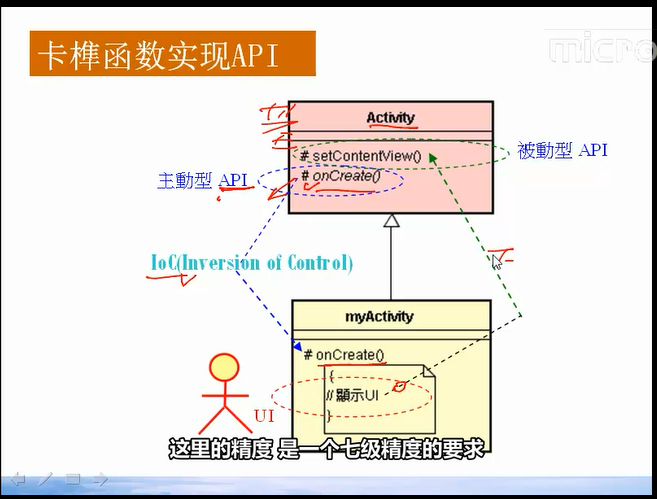 卡榫函数实现API
micro
Activity
# setContentView()
# onCreate()
被動型 API
主動型 API
IoC(Inversion of Control)
myActivity
# onCreate()
{
// 顯示UI
}
UI
这里的精度 是一个七级精度的要求